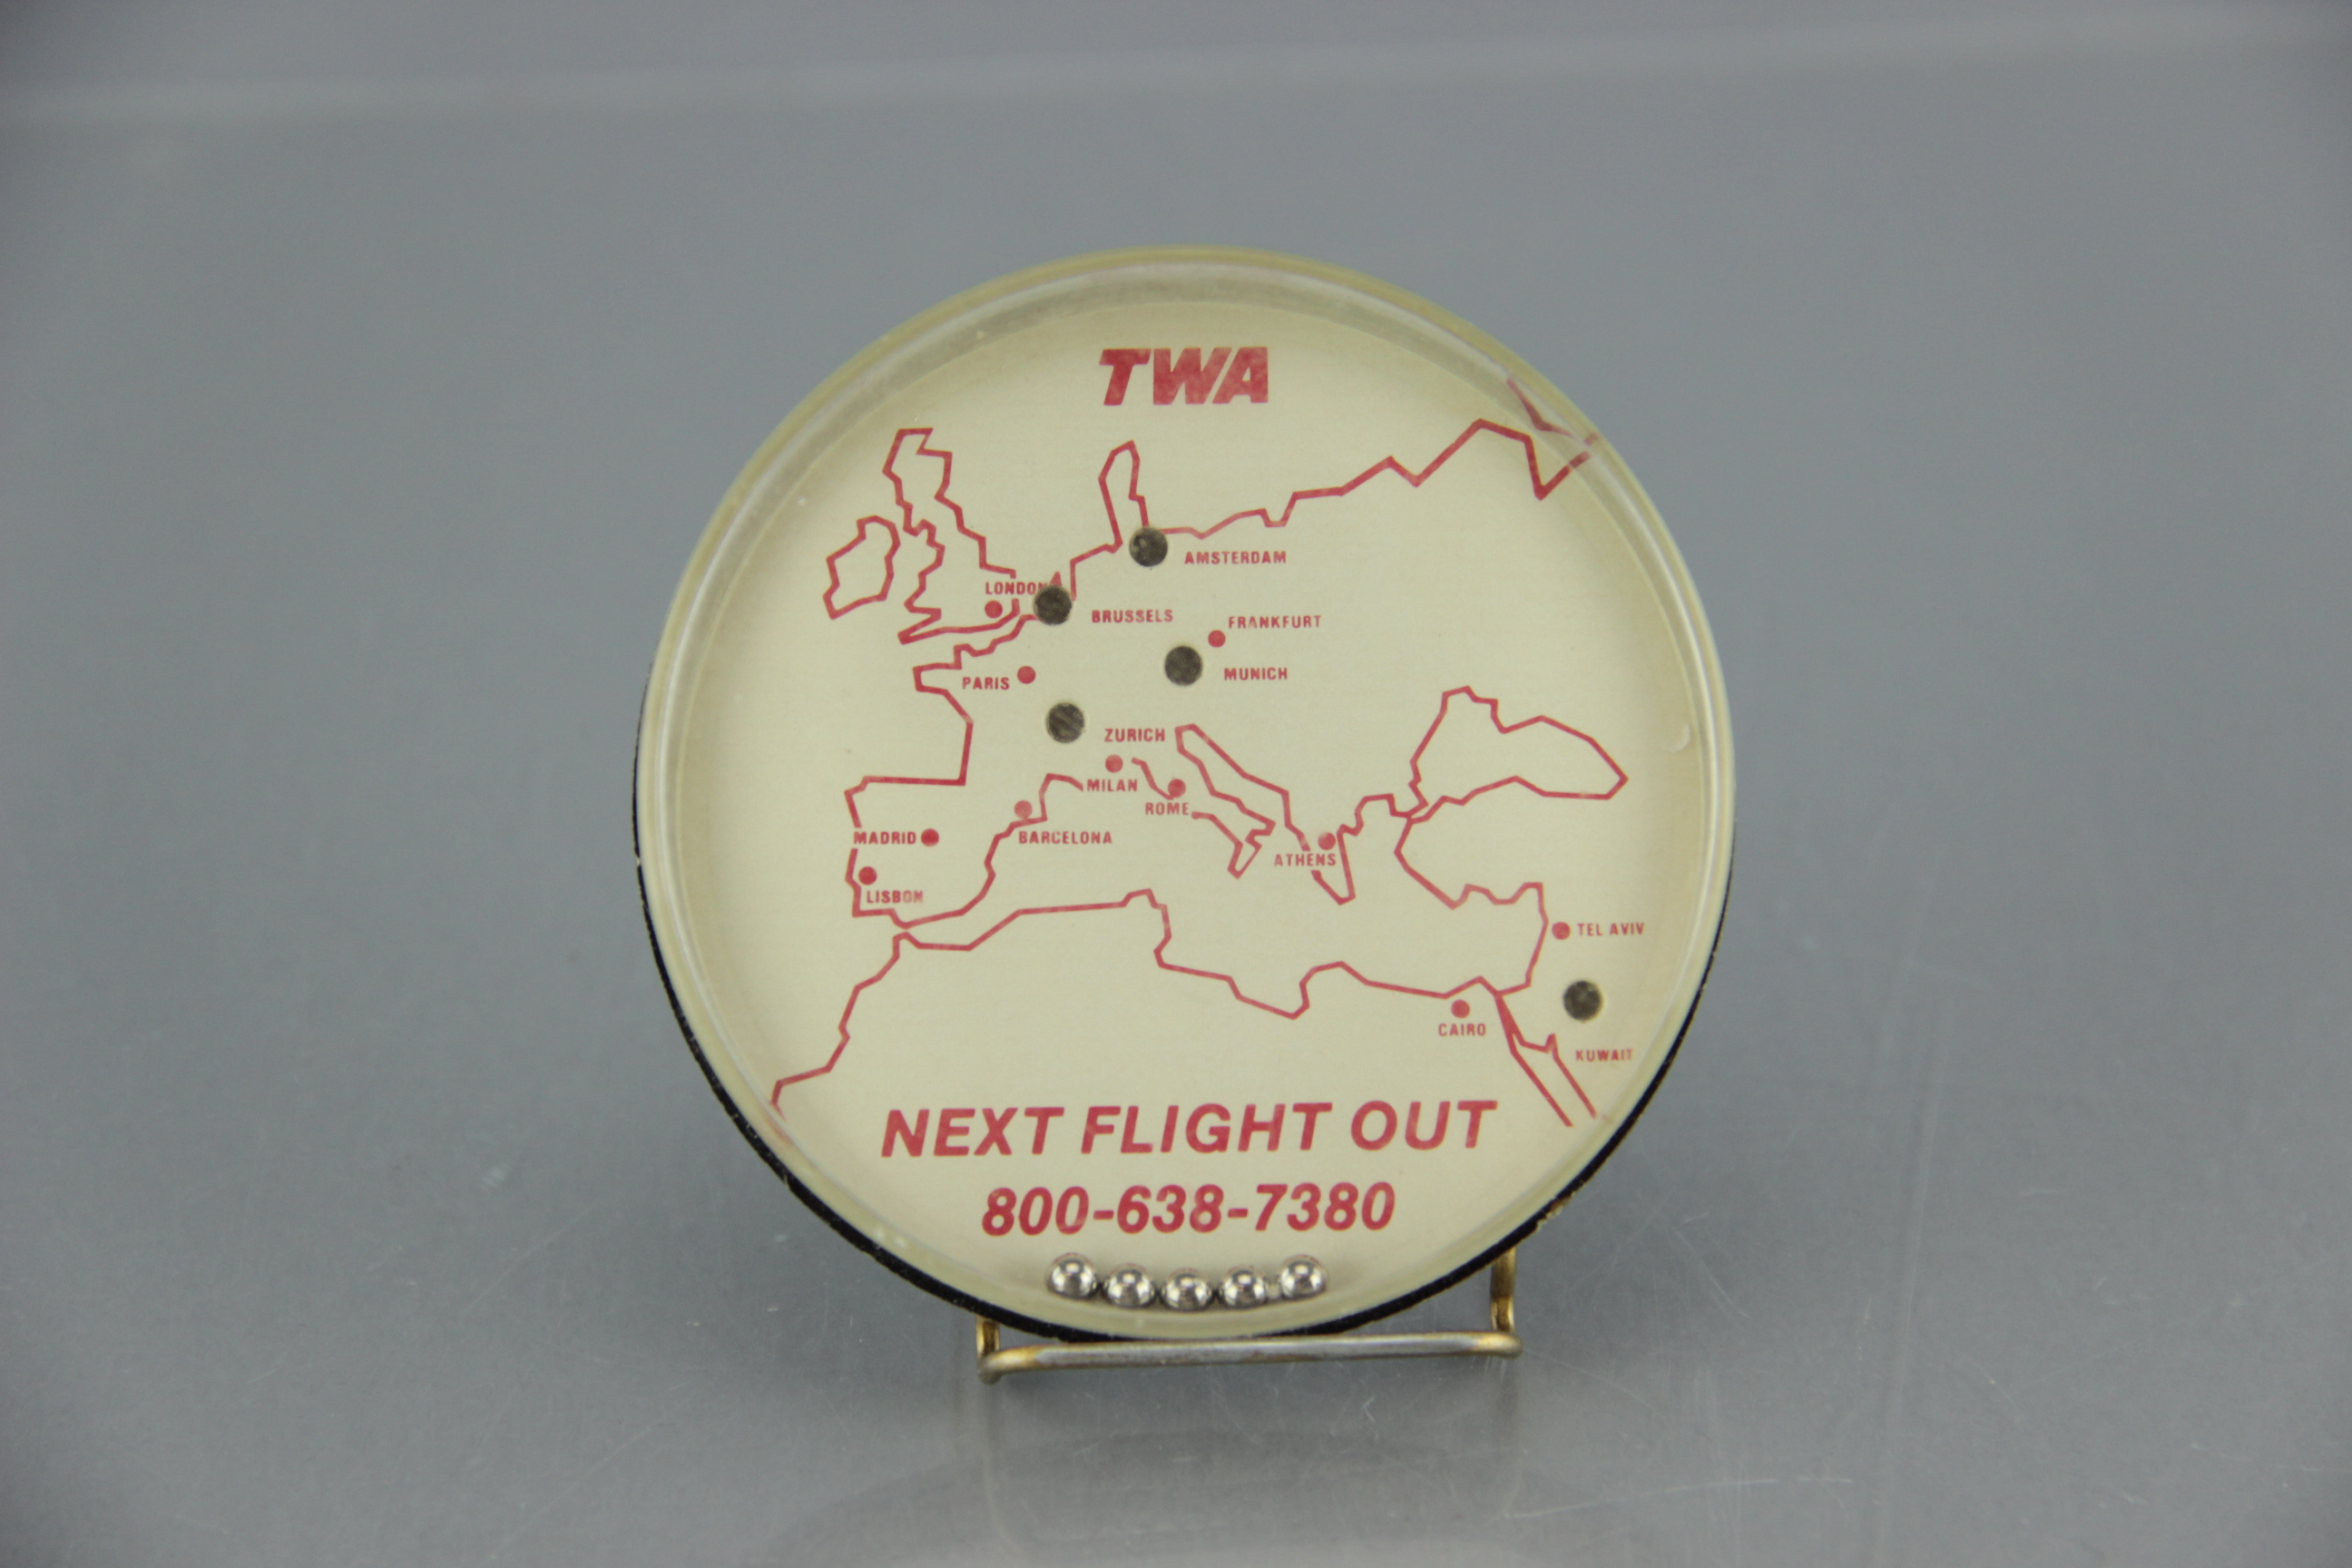 TWA
AMSTERDAM
LONDON
BRUSSELS
FRANKFURT
PARIS
MUNICH
ZURICH
MILAN
ROME
MADRID
BARCELONA
ATHENS
LISBON
TEL AVIV
CAIRO
KUWAIT
NEXT FLIGHT OUT
800-638-7380